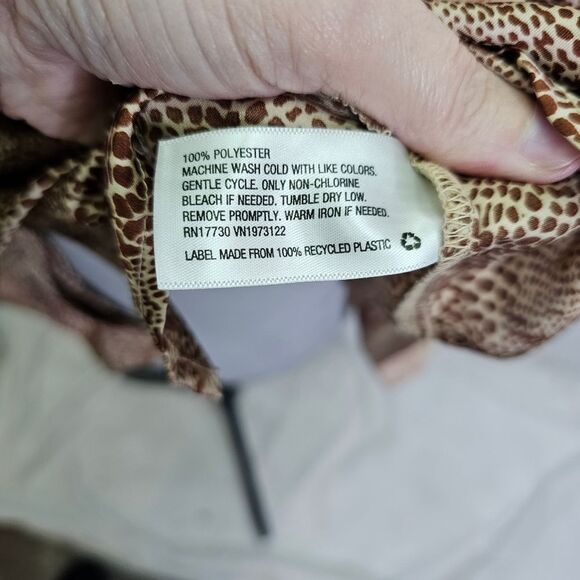 100% POLYESTER
MACHINE WASH COLD WITH LIKE COLORS.
GENTLE CYCLE. ONLY NON-CHLORINE
BLEACH IF NEEDED. TUMBLE DRY LOW.
REMOVE PROMPTLY. WARM IRON IF NEEDED.
RN17730 VN1973122
LABEL MADE FROM 100% RECYCLED PLASTIC